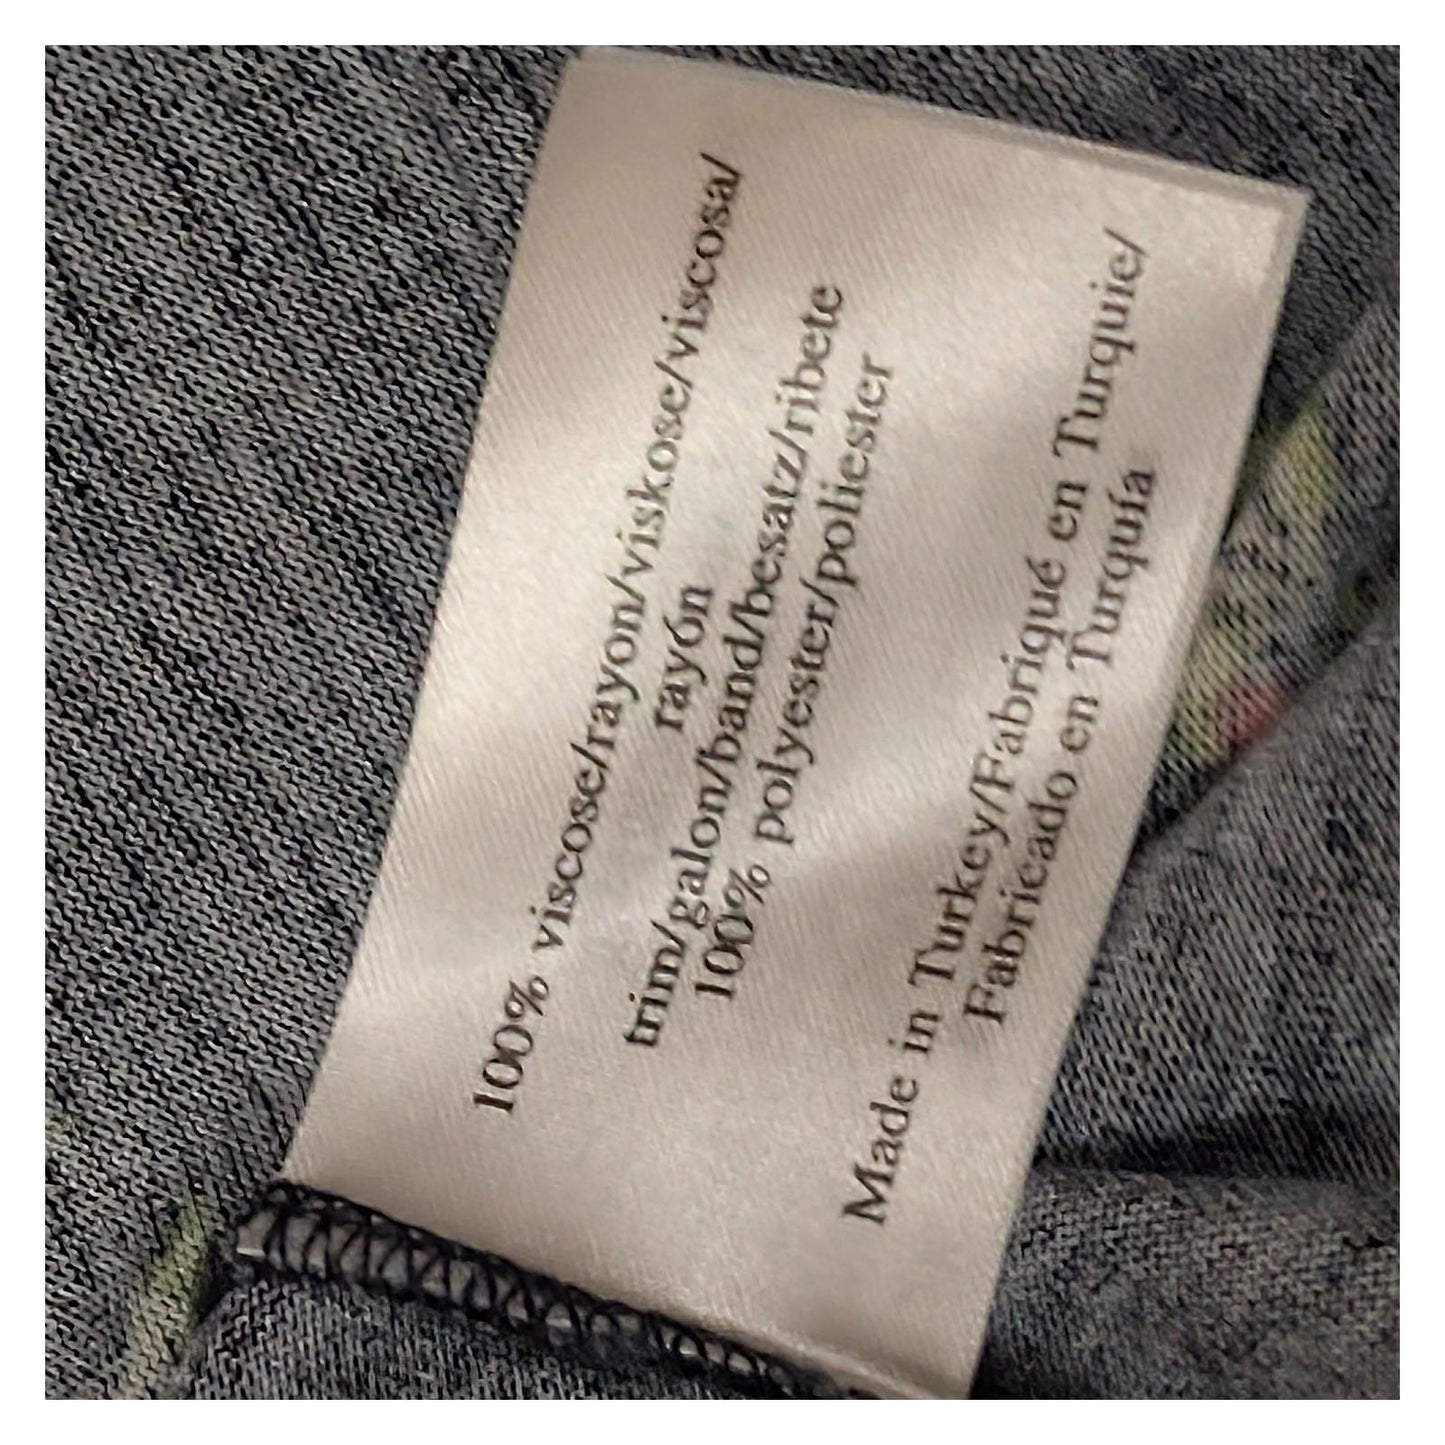 100% viscose/rayon/viskose/viscosa/
rayón
trim/galon/band/besatz/ribete
100% polyester/poliester
Made in Turkey/Fabriqué en Turquie/
Fabricado en Turquía